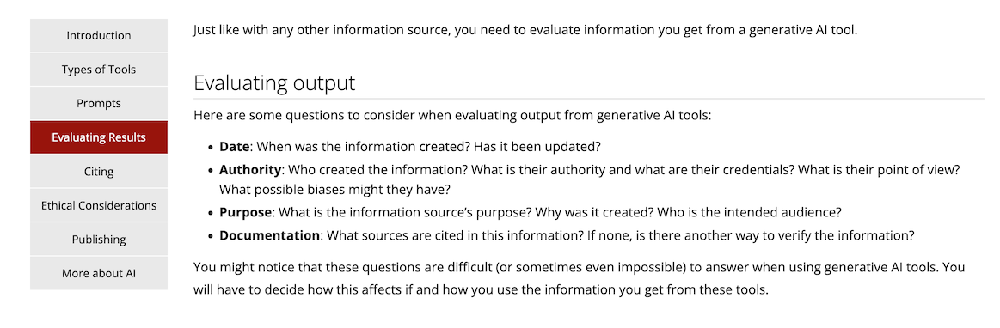 Introduction
Types of Tools
Prompts
Evaluating Results
Citing
Ethical Considerations
Publishing
More about AI
Just like with any other information source, you need to evaluate information you get from a generative AI tool.
Evaluating output
Here are some questions to consider when evaluating output from generative AI tools:
• Date: When was the information created? Has it been updated?
• Authority: Who created the information? What is their authority and what are their credentials? What is their point of view?
What possible biases might they have?
• Purpose: What is the information source’s purpose? Why was it created? Who is the intended audience?
• Documentation: What sources are cited in this information? If none, is there another way to verify the information?
You might notice that these questions are difficult (or sometimes even impossible) to answer when using generative AI tools. You
will have to decide how this affects if and how you use the information you get from these tools.